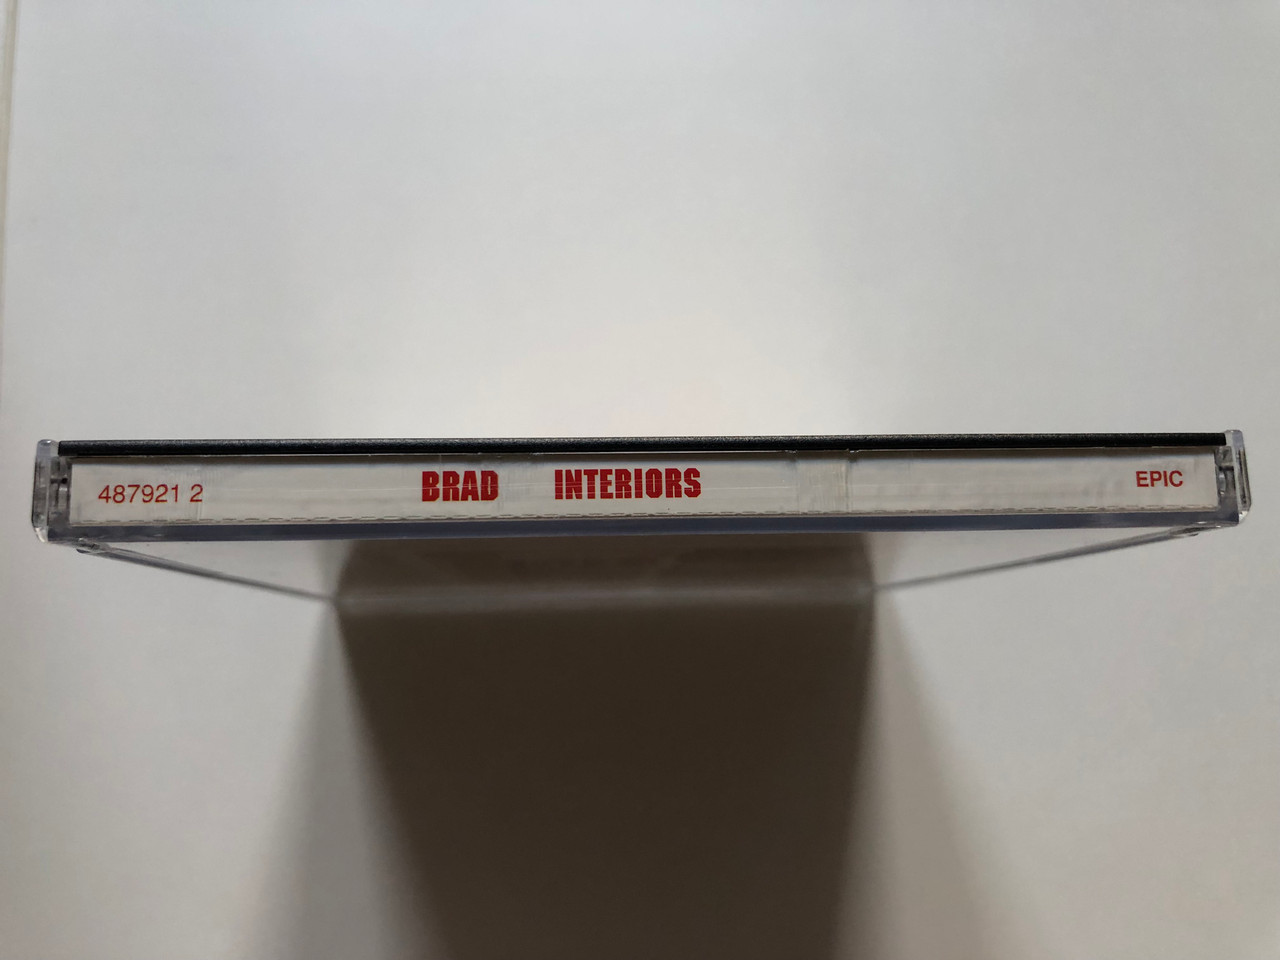 487921 2 BRAD INTERIORS EPIC